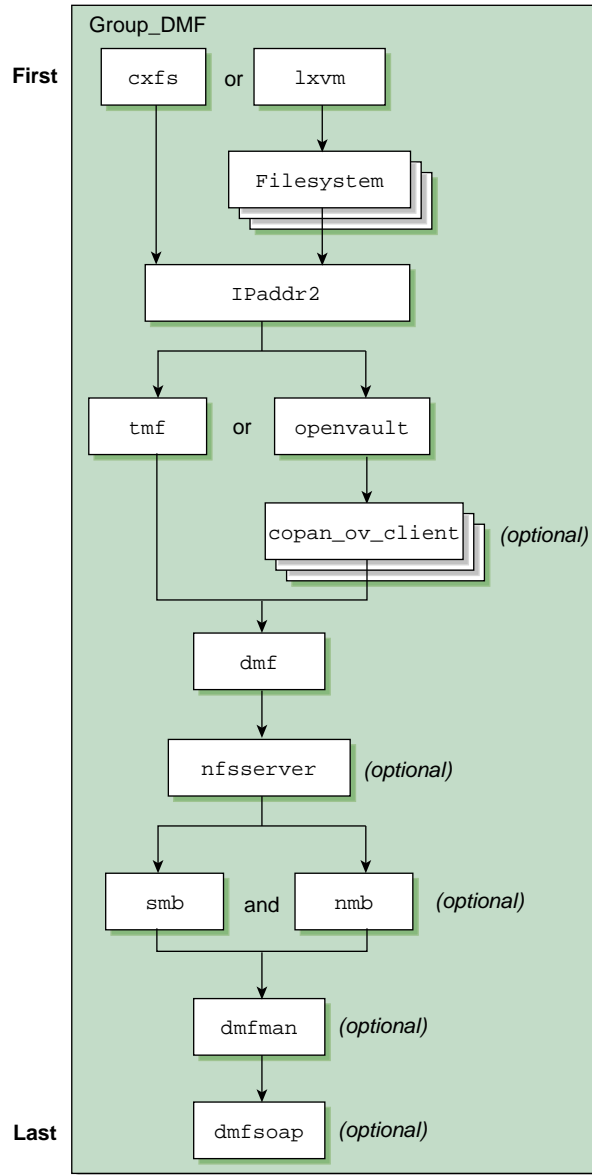 Group_DMF
First
cxfs or lxvm
Filesystem
IPaddr2
tmf or openvault
copan_ov_client (optional)
dmf
nfsserver (optional)
smb and nmb (optional)
dmfman (optional)
Last
dmfsoap (optional)